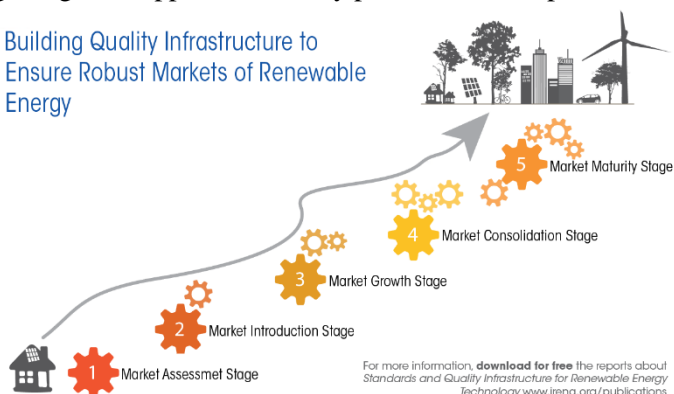 Building Quality Infrastructure to
Ensure Robust Markets of Renewable
Energy
5 Market Maturity Stage
4 Market Consolidation Stage
3 Market Growth Stage
2 Market Introduction Stage
1 Market Assessmet Stage
For more information, download for free the reports about
Standards and Quality Infrastructure for Renewable Energy
Technology www.irena.org/publications